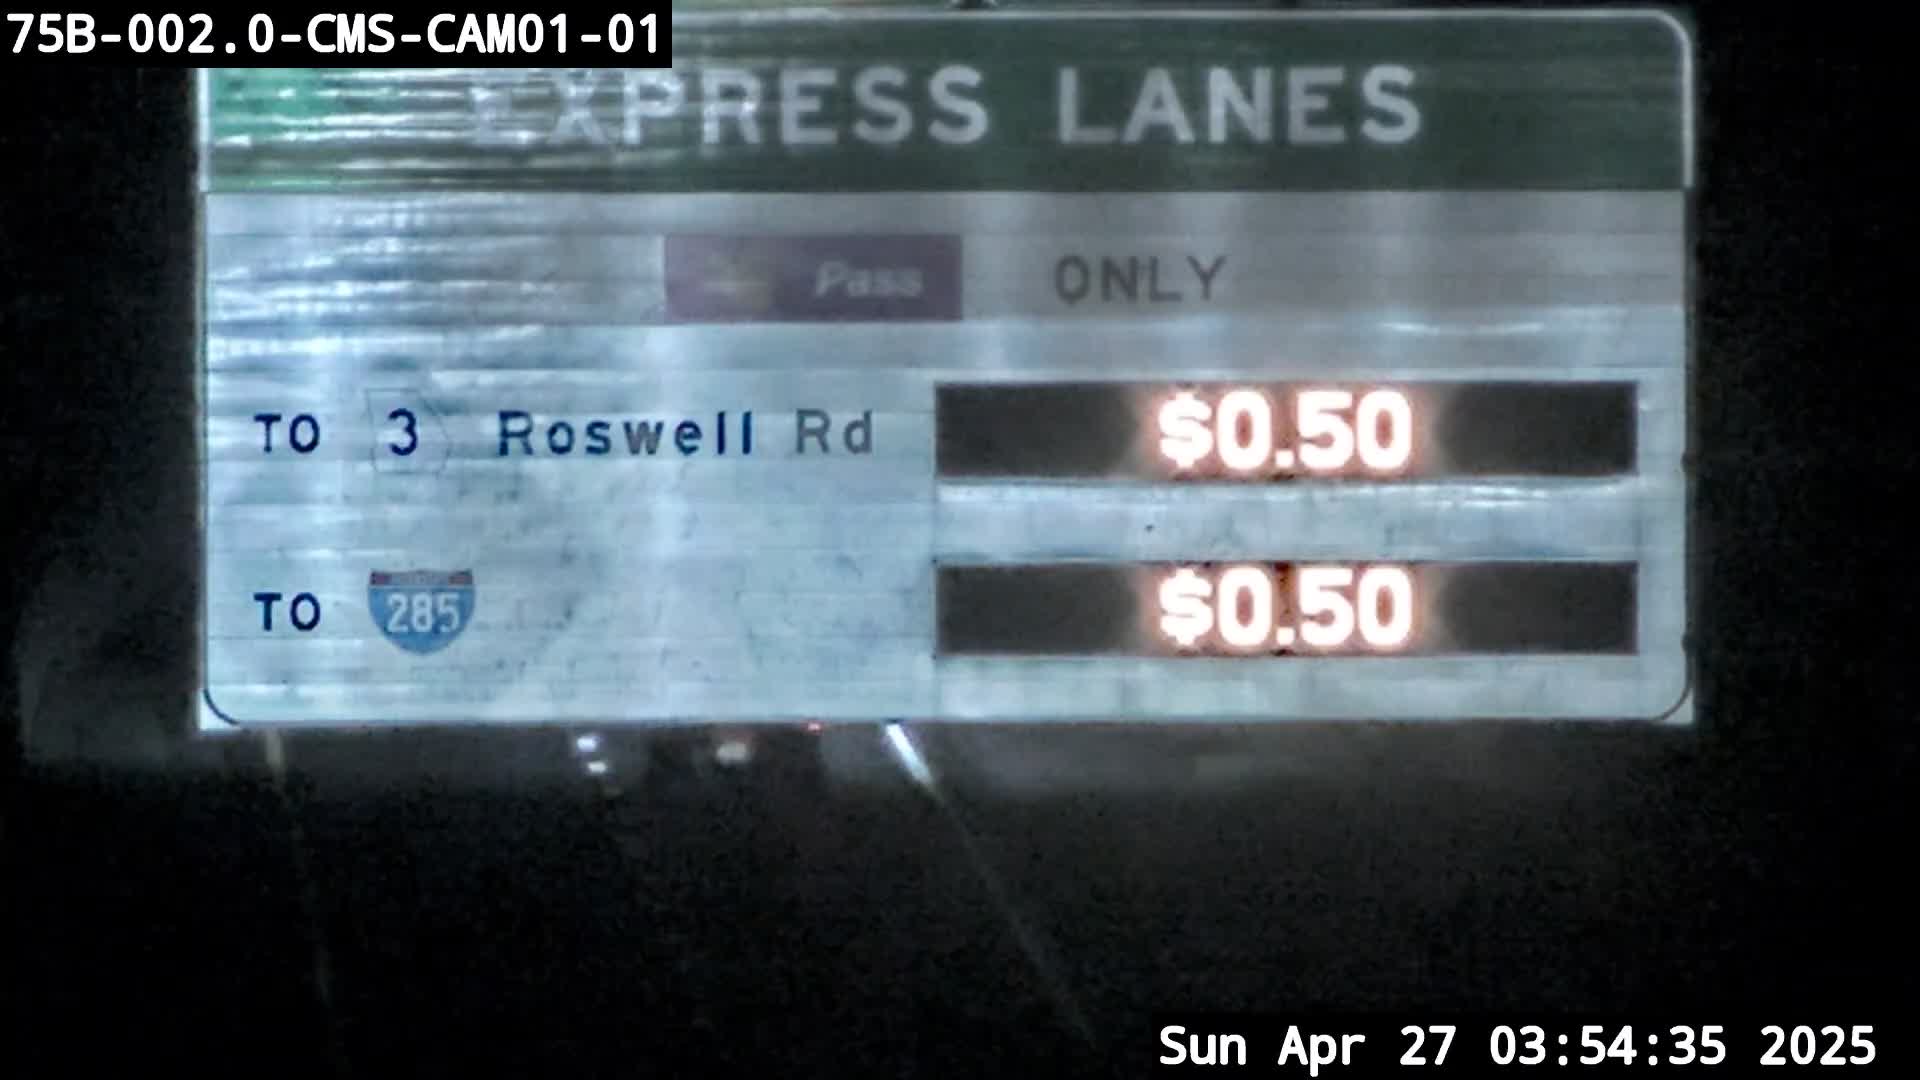 75B-002.0-CMS-CAM01-01
EXPRESS LANES
Pass ONLY
TO 3 Roswell Rd $0.50
TO 285 $0.50
Sun Apr 27 03:54:35 2025